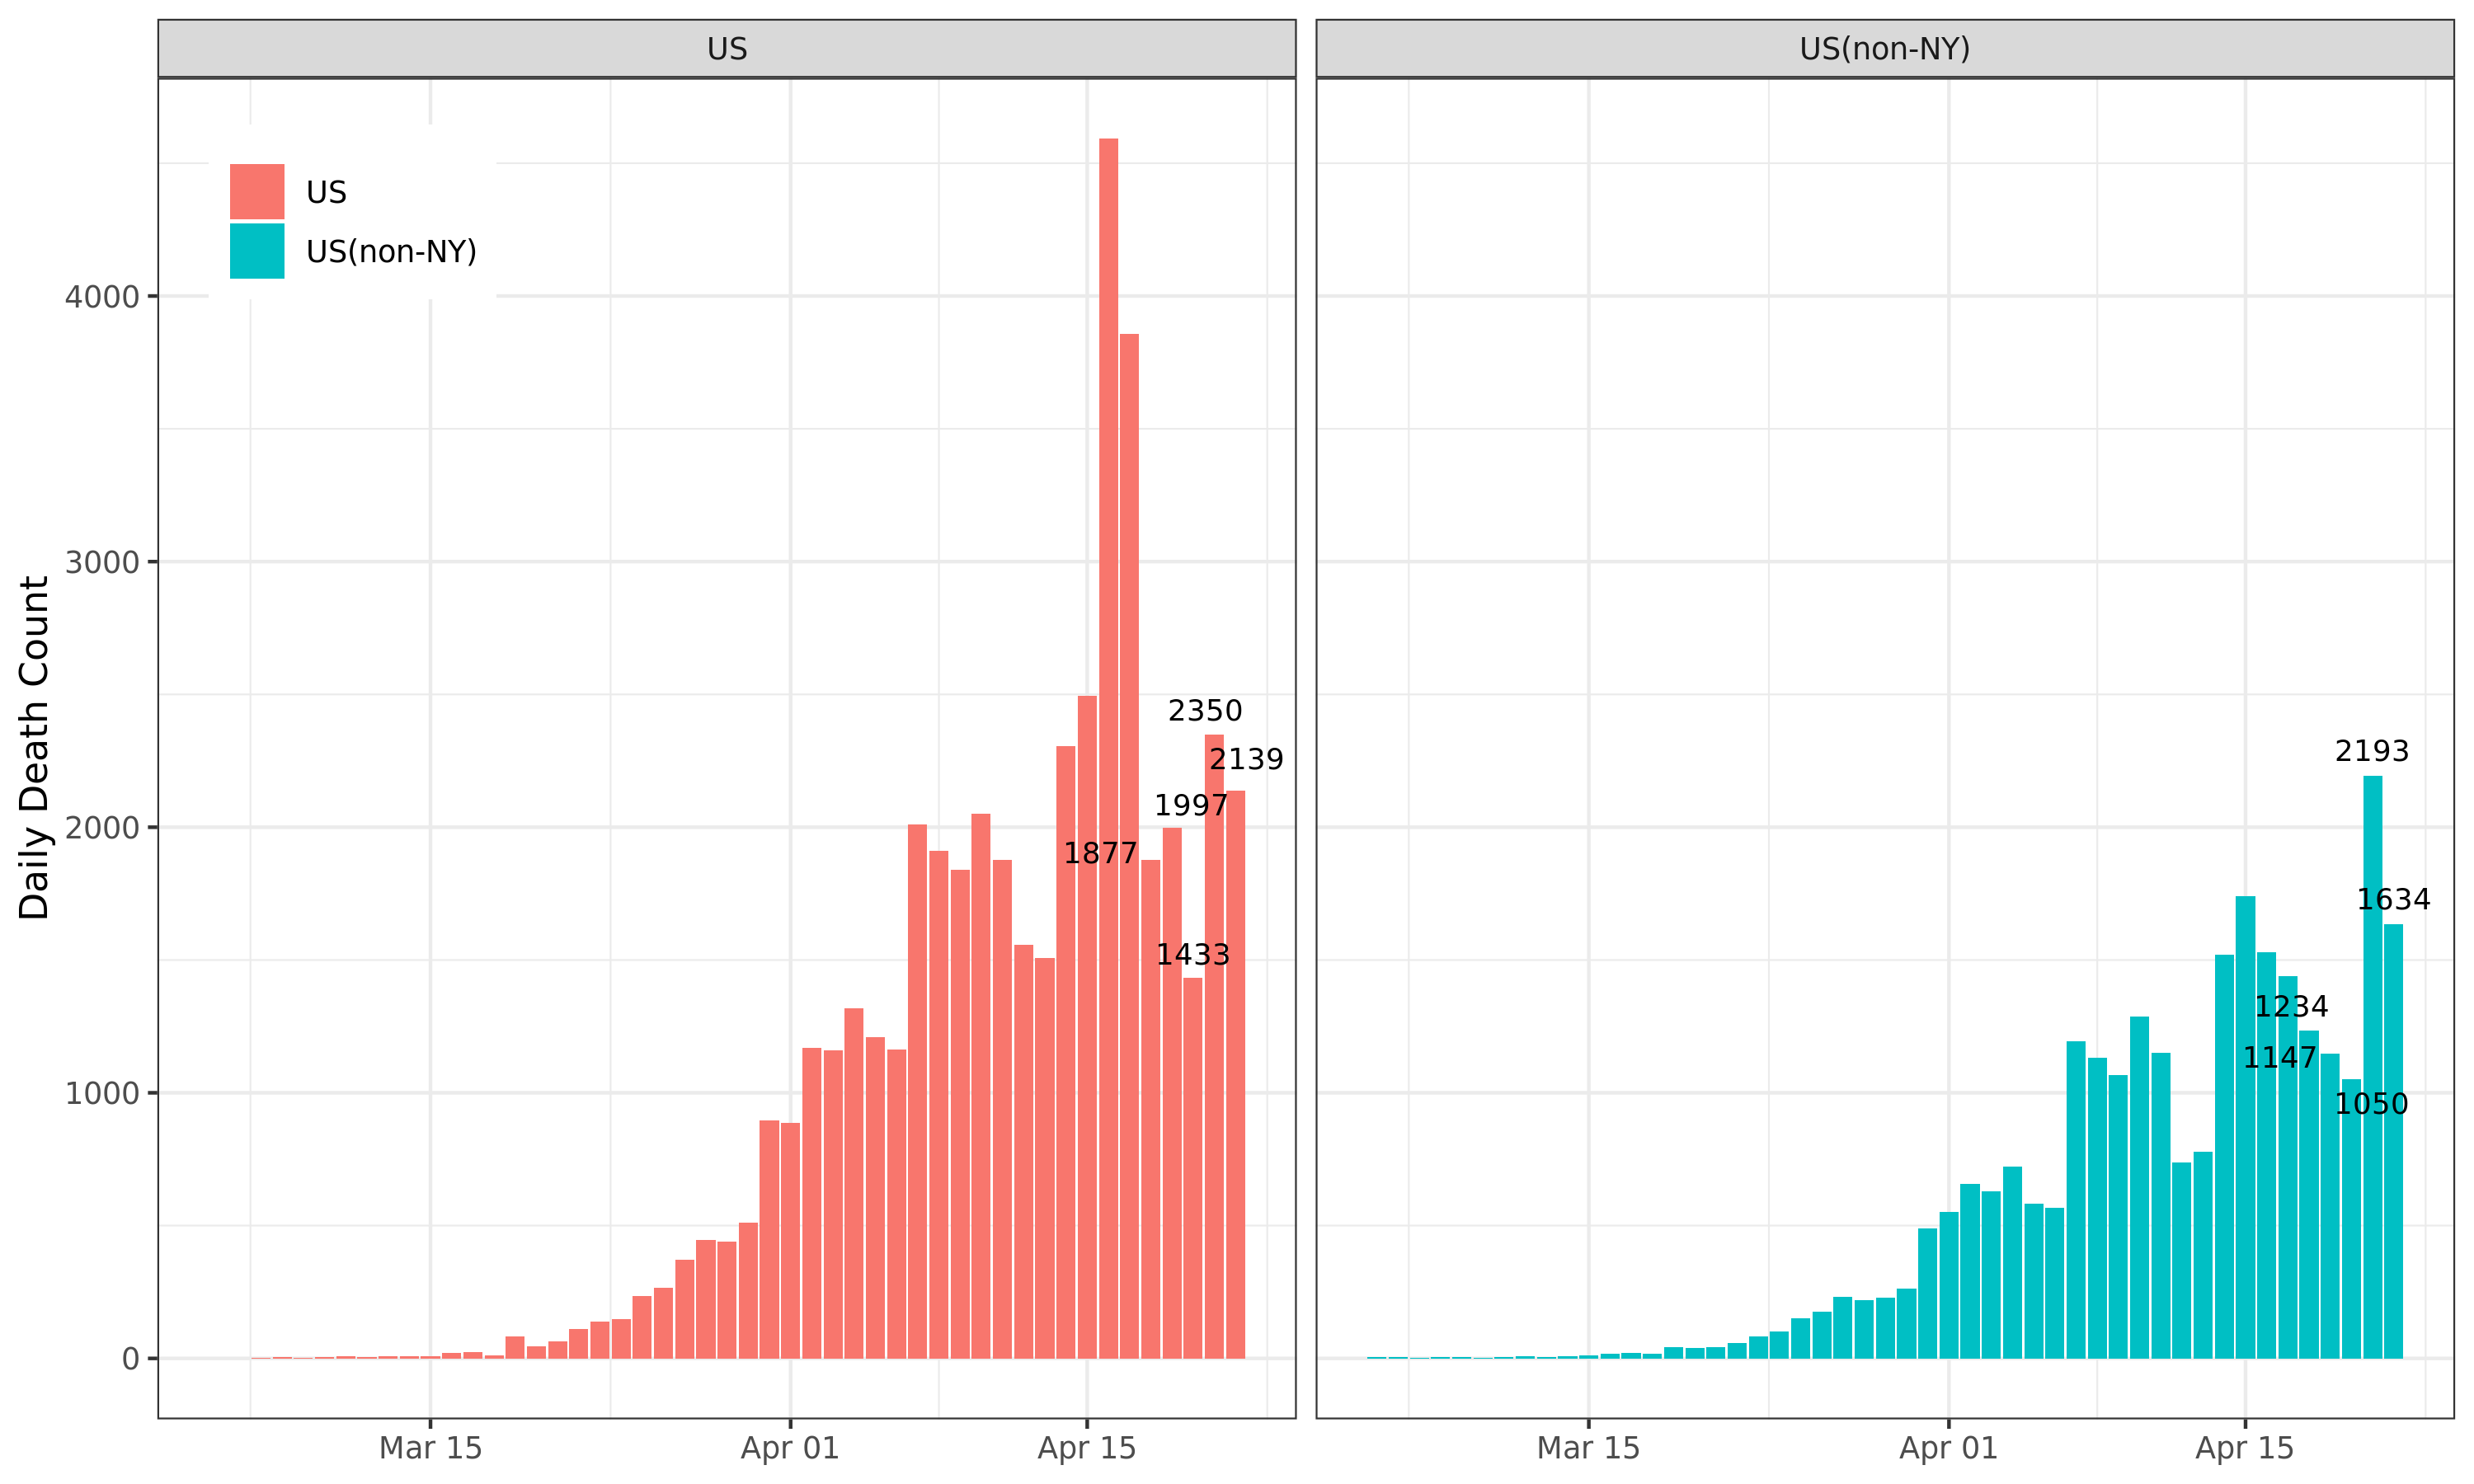 US
US(non-NY)
US
US(non-NY)
Daily Death Count
4000
3000
2000
1000
0
2350
2139
1997
1877
1433
2193
1634
1234
1147
1050
Mar 15
Apr 01
Apr 15
Mar 15
Apr 01
Apr 15